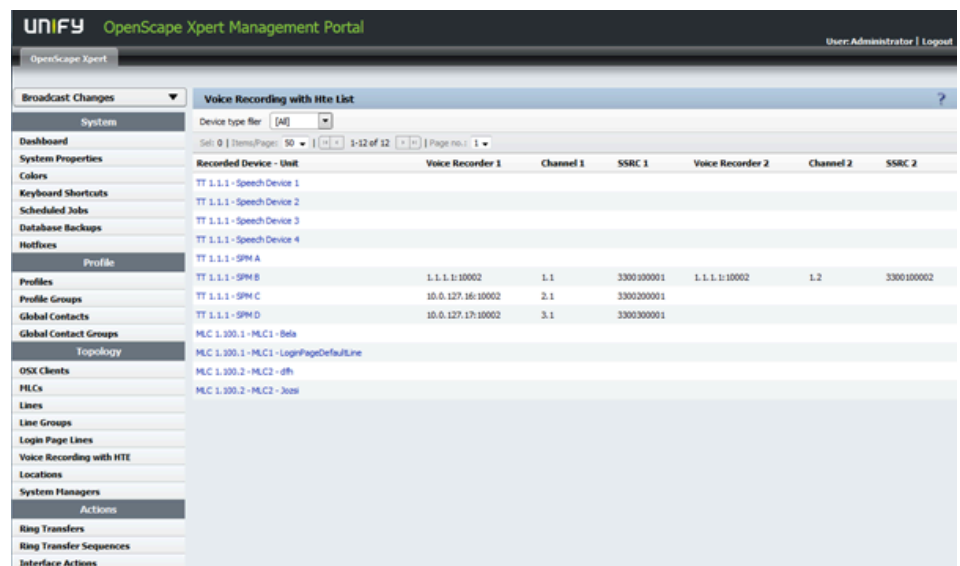 UNIFY OpenScape Xpert Management Portal
User:Administrator | Logout
OpenScape Xpert
Broadcast Changes
System
Dashboard
System Properties
Colors
Keyboard Shortcuts
Scheduled Jobs
Database Backups
Hotfixes
Profile
Profiles
Profile Groups
Global Contacts
Global Contact Groups
Topology
OSX Clients
MLCs
Lines
Line Groups
Login Page Lines
Voice Recording with HTE
Locations
System Managers
Actions
Ring Transfers
Ring Transfer Sequences
Interface Actions
Voice Recording with Hte List ?
Device type filer [All]
Sel: 0 | Items/Page: 50 | 1-12 of 12 | Page no.: 1
Recorded Device - Unit Voice Recorder 1 Channel 1 SSRC 1 Voice Recorder 2 Channel 2 SSRC 2
TT 1.1.1 - Speech Device 1
TT 1.1.1 - Speech Device 2
TT 1.1.1 - Speech Device 3
TT 1.1.1 - Speech Device 4
TT 1.1.1 - SPM A
TT 1.1.1 - SPM B 1.1.1.1:10002 1.1 3300100001 1.1.1.1:10002 1.2 3300100002
TT 1.1.1 - SPM C 10.0.127.16:10002 2.1 3300200001
TT 1.1.1 - SPM D 10.0.127.17:10002 3.1 3300300001
MLC 1.100.1 - MLC1 - Bela
MLC 1.100.1 - MLC1 - LoginPageDefaultLine
MLC 1.100.2 - MLC2 - dfh
MLC 1.100.2 - MLC2 - Jozsi